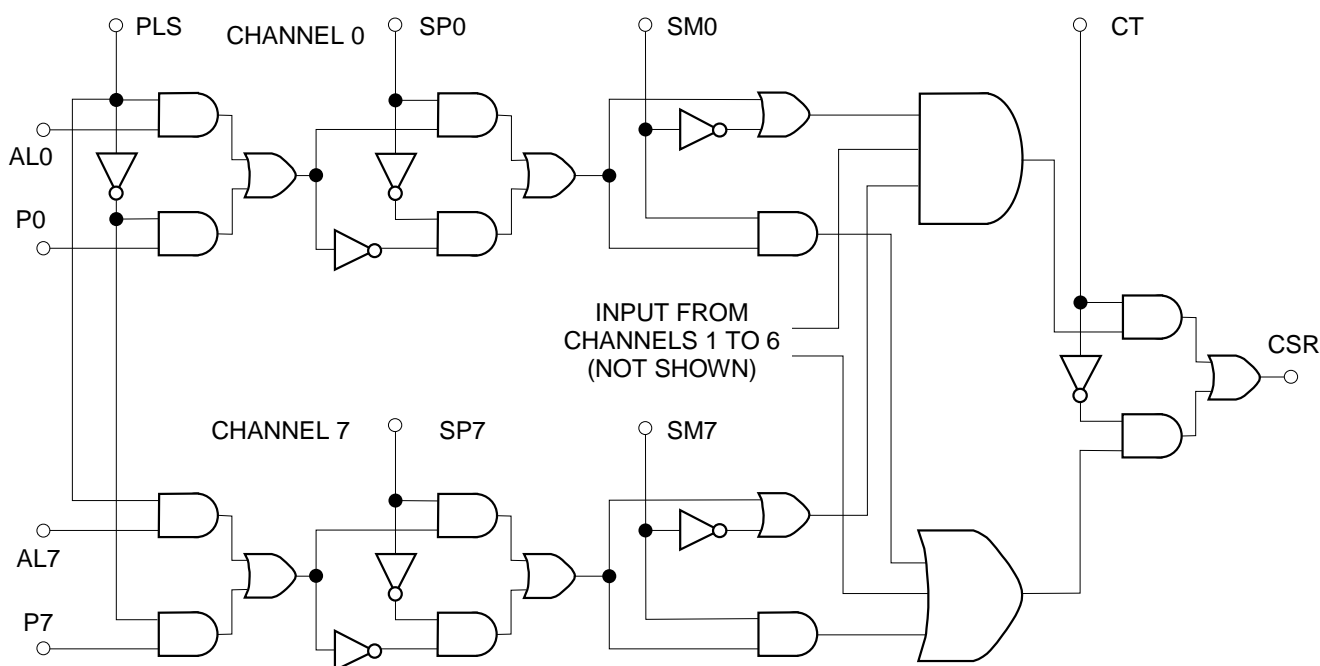 PLS
CHANNEL 0
SP0
SM0
CT
AL0
P0
INPUT FROM
CHANNELS 1 TO 6
(NOT SHOWN)
CSR
CHANNEL 7
SP7
SM7
AL7
P7